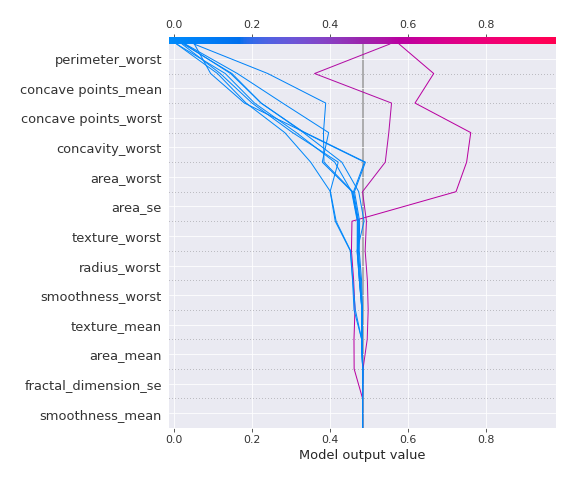 0.0 0.2 0.4 0.6 0.8
perimeter_worst
concave points_mean
concave points_worst
concavity_worst
area_worst
area_se
texture_worst
radius_worst
smoothness_worst
texture_mean
area_mean
fractal_dimension_se
smoothness_mean
0.0 0.2 0.4 0.6 0.8
Model output value